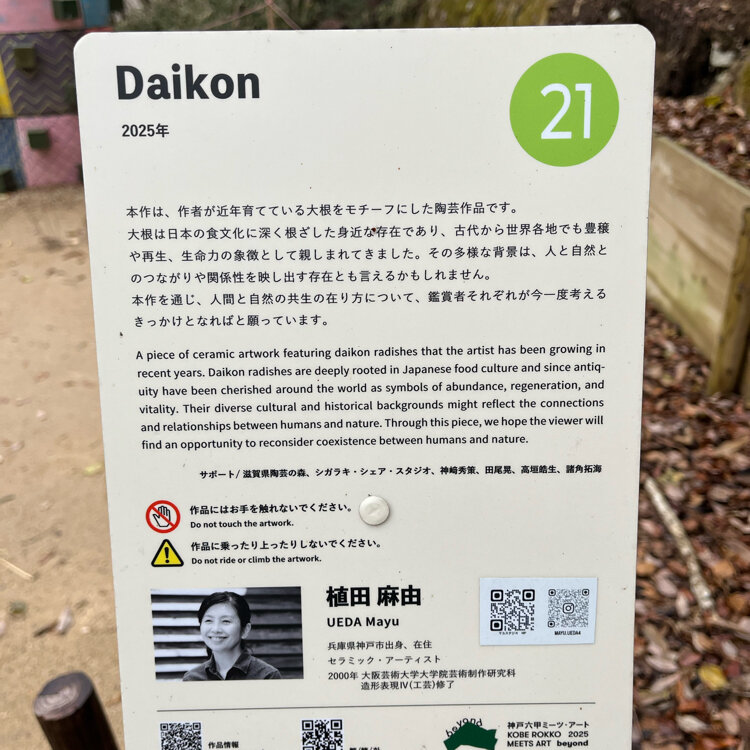 Daikon
21
2025年
本作は、作者が近年育てている大根をモチーフにした陶芸作品です。
大根は日本の食文化に深く根ざした身近な存在であり、古代から世界各地でも豊穣
や再生、生命力の象徴として親しまれてきました。その多様な背景は、人と自然と
のつながりや関係性を映し出す存在とも言えるかもしれません。
本作を通じ、人間と自然の共生の在り方について、鑑賞者それぞれが今一度考える
きっかけとなればと願っています。
A piece of ceramic artwork featuring daikon radishes that the artist has been growing in
recent years. Daikon radishes are deeply rooted in Japanese food culture and since antiq-
uity have been cherished around the world as symbols of abundance, regeneration, and
vitality. Their diverse cultural and historical backgrounds might reflect the connections
and relationships between humans and nature. Through this piece, we hope the viewer will
find an opportunity to reconsider coexistence between humans and nature.
サポート/ 滋賀県陶芸の森、シガラキ・シェア・スタジオ、神﨑秀策、田尾晃、高垣皓生、諸角拓海
作品にはお手を触れないでください。
Do not touch the artwork.
作品に乗ったり上ったりしないでください。
Do not ride or climb the artwork.
植田 麻由
UEDA Mayu
兵庫県神戸市出身、在住
セラミック・アーティスト
2000年 大阪芸術大学大学院芸術制作研究科
造形表現Ⅳ(工芸)修了
MAYU.UEDA4
作品情報
beyond
神戸六甲ミーツ・アート
KOBE ROKKO 2025
MEETS ART beyond